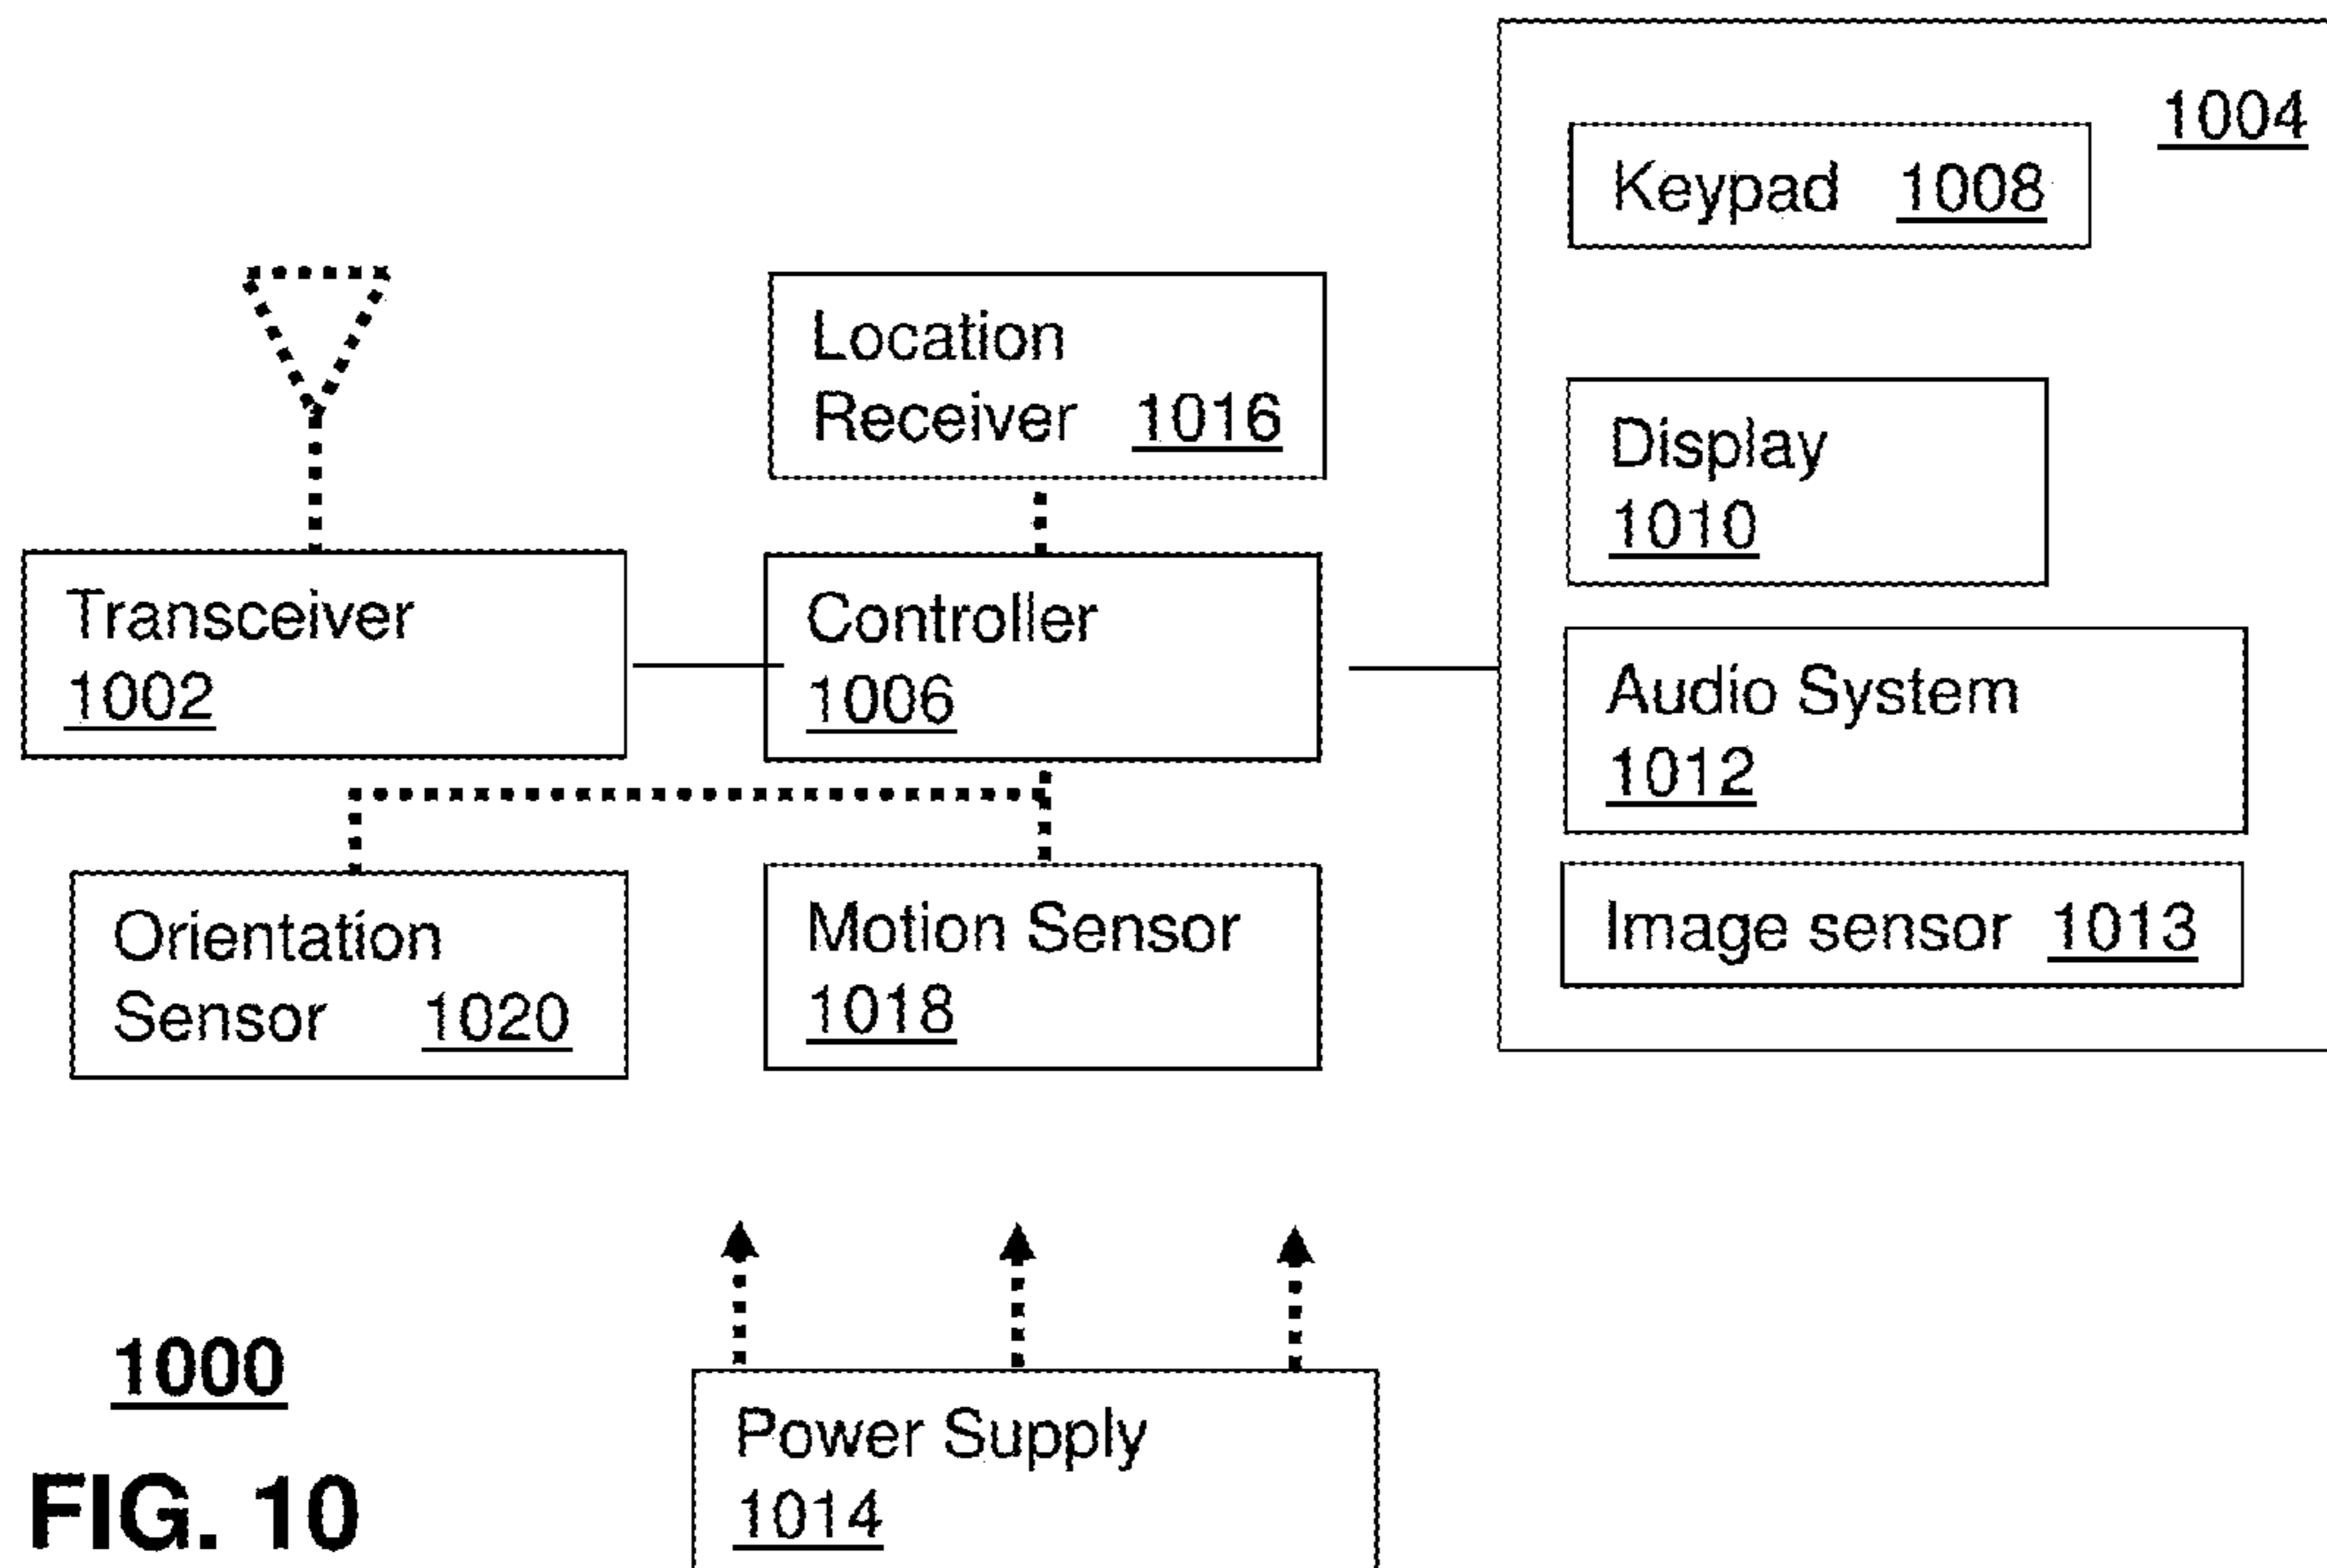 1004
Keypad 1008
Location
Receiver 1016
Display
1010
Transceiver
1002
Controller
1006
Audio System
1012
Orientation
Sensor 1020
Motion Sensor
1018
Image sensor 1013
1000
FIG. 10
Power Supply
1014